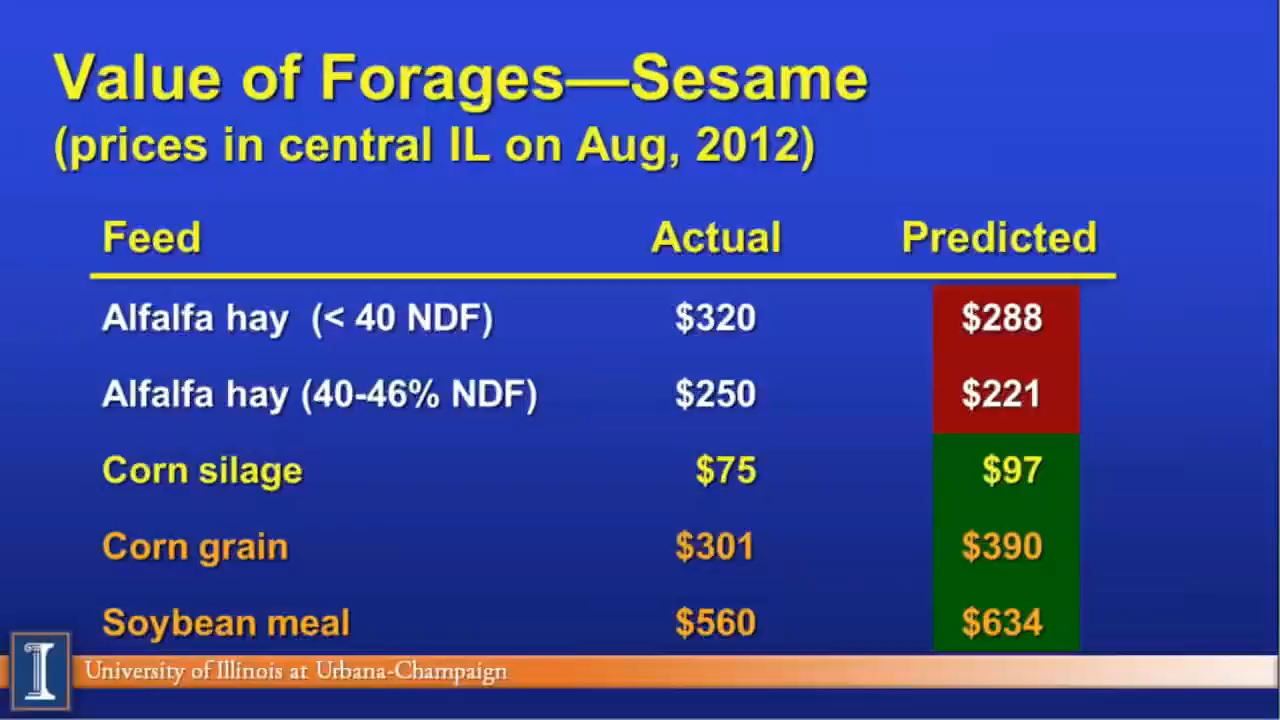 Value of Forages—Sesame
(prices in central IL on Aug, 2012)
Feed Actual Predicted
Alfalfa hay (< 40 NDF) $320 $288
Alfalfa hay (40-46% NDF) $250 $221
Corn silage $75 $97
Corn grain $301 $390
Soybean meal $560 $634
I University of Illinois at Urbana-Champaign